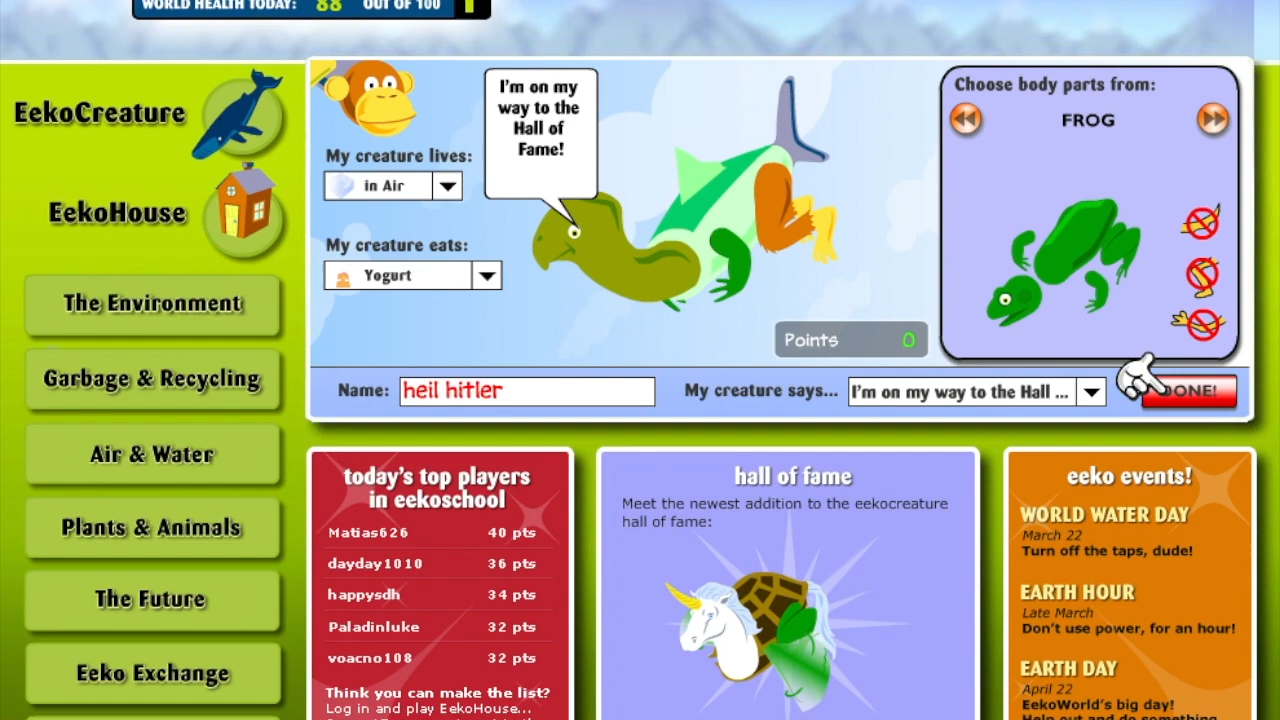 WORLD HEALTH TODAY: 88 OUT OF 100
EekoCreature
EekoHouse
The Environment
Garbage & Recycling
Air & Water
Plants & Animals
The Future
Eeko Exchange
My creature lives:
in Air
My creature eats:
Yogurt
I'm on my
way to the
Hall of
Fame!
Points 0
Choose body parts from:
FROG
Name: heil hitler
My creature says... I'm on my way to the Hall ...
DONE!
today's top players
in eekoschool
Matias626 40 pts
dayday1010 36 pts
happysdh 34 pts
Paladinluke 32 pts
voacno108 32 pts
Think you can make the list?
Log in and play EekoHouse...
hall of fame
Meet the newest addition to the eekocreature
hall of fame:
eeko events!
WORLD WATER DAY
March 22
Turn off the taps, dude!
EARTH HOUR
Late March
Don't use power, for an hour!
EARTH DAY
April 22
EekoWorld's big day!
Help out and do something